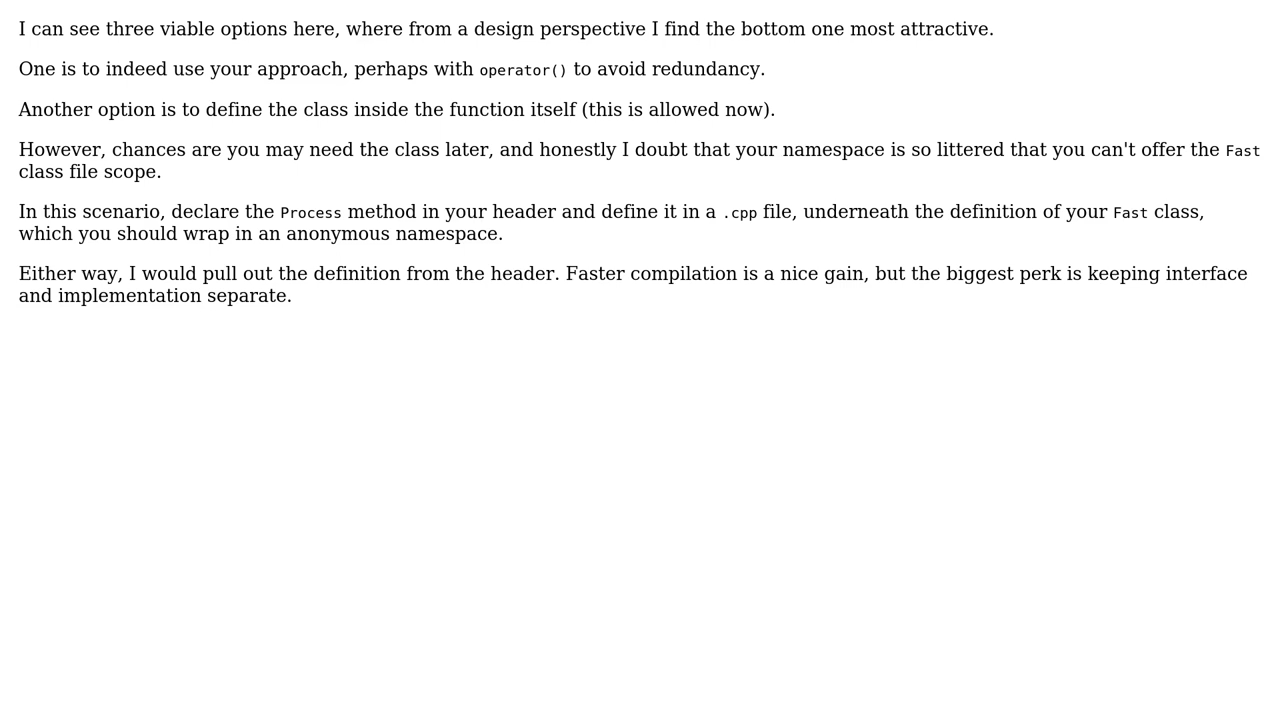 I can see three viable options here, where from a design perspective I find the bottom one most attractive.
One is to indeed use your approach, perhaps with operator() to avoid redundancy.
Another option is to define the class inside the function itself (this is allowed now).
However, chances are you may need the class later, and honestly I doubt that your namespace is so littered that you can't offer the Fast
class file scope.
In this scenario, declare the Process method in your header and define it in a .cpp file, underneath the definition of your Fast class,
which you should wrap in an anonymous namespace.
Either way, I would pull out the definition from the header. Faster compilation is a nice gain, but the biggest perk is keeping interface
and implementation separate.